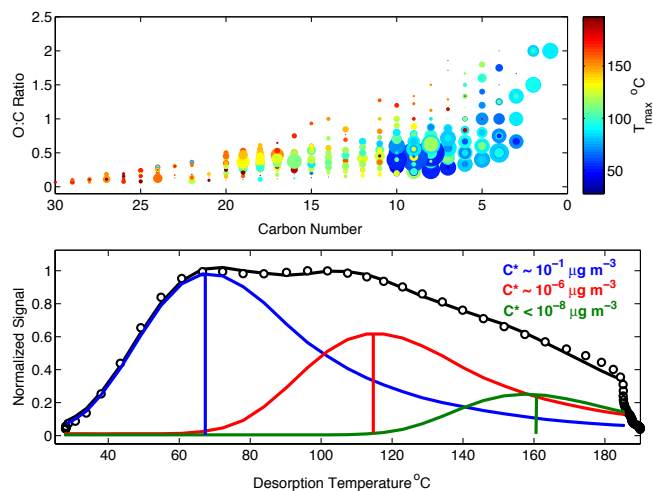 2.5
2
1.5
1
0.5
0
O:C Ratio
30 25 20 15 10 5 0
Carbon Number
150
100
50
T_max °C
1
0.8
0.6
0.4
0.2
0
Normalized Signal
C* ~ 10⁻¹ µg m⁻³
C* ~ 10⁻⁶ µg m⁻³
C* < 10⁻⁸ µg m⁻³
40 60 80 100 120 140 160 180
Desorption Temperature °C